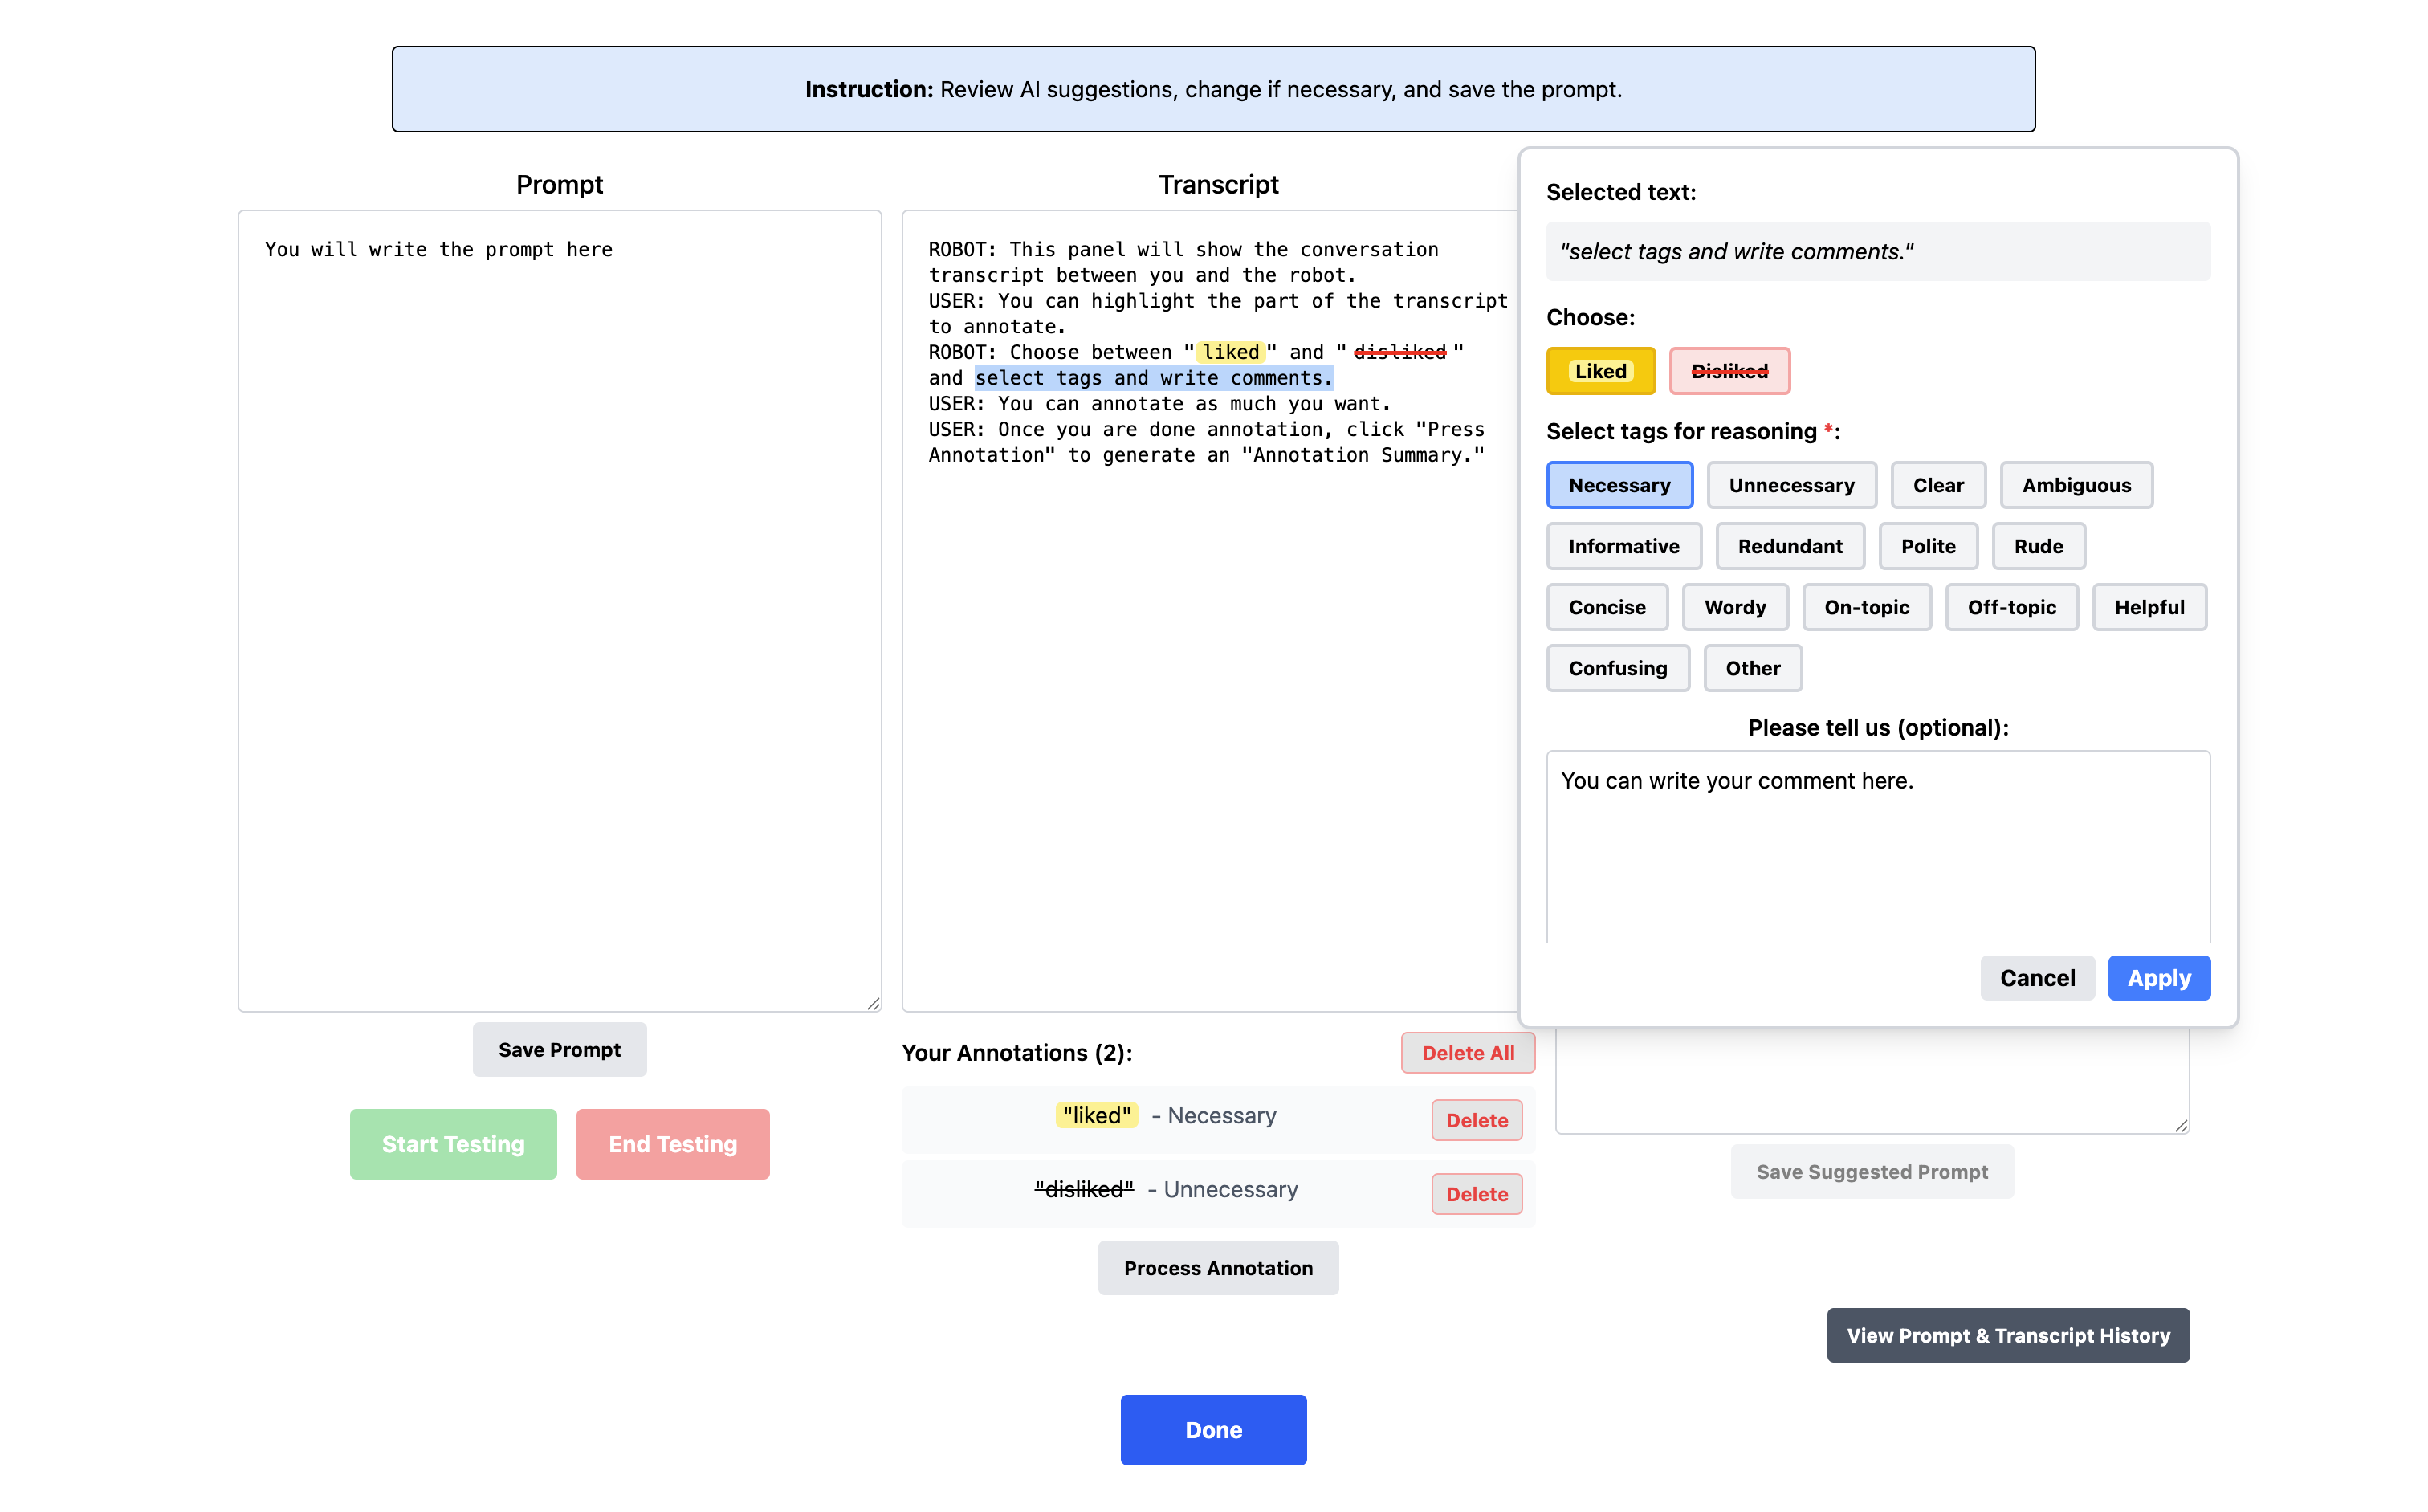 Instruction: Review AI suggestions, change if necessary, and save the prompt.
Prompt
You will write the prompt here
Save Prompt
Start Testing
End Testing
Transcript
ROBOT: This panel will show the conversation
transcript between you and the robot.
USER: You can highlight the part of the transcript
to annotate.
ROBOT: Choose between "liked" and "disliked"
and select tags and write comments.
USER: You can annotate as much you want.
USER: Once you are done annotation, click "Press
Annotation" to generate an "Annotation Summary."
Your Annotations (2):
Delete All
"liked" - Necessary
Delete
"disliked" - Unnecessary
Delete
Process Annotation
Selected text:
"select tags and write comments."
Choose:
Liked
Disliked
Select tags for reasoning *:
Necessary
Unnecessary
Clear
Ambiguous
Informative
Redundant
Polite
Rude
Concise
Wordy
On-topic
Off-topic
Helpful
Confusing
Other
Please tell us (optional):
You can write your comment here.
Cancel
Apply
Save Suggested Prompt
View Prompt & Transcript History
Done